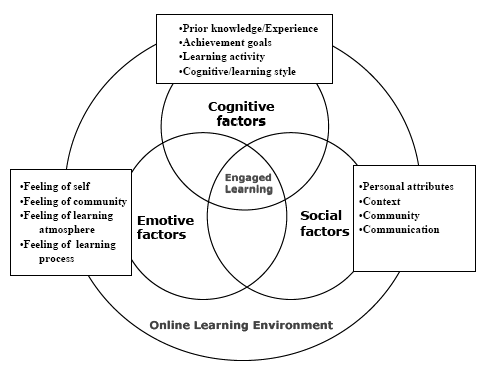 •Prior knowledge/Experience
•Achievement goals
•Learning activity
•Cognitive/learning style
Cognitive
factors
Engaged
Learning
•Feeling of self
•Feeling of community
•Feeling of learning
atmosphere
•Feeling of learning
process
Emotive
factors
Social
factors
•Personal attributes
•Context
•Community
•Communication
Online Learning Environment